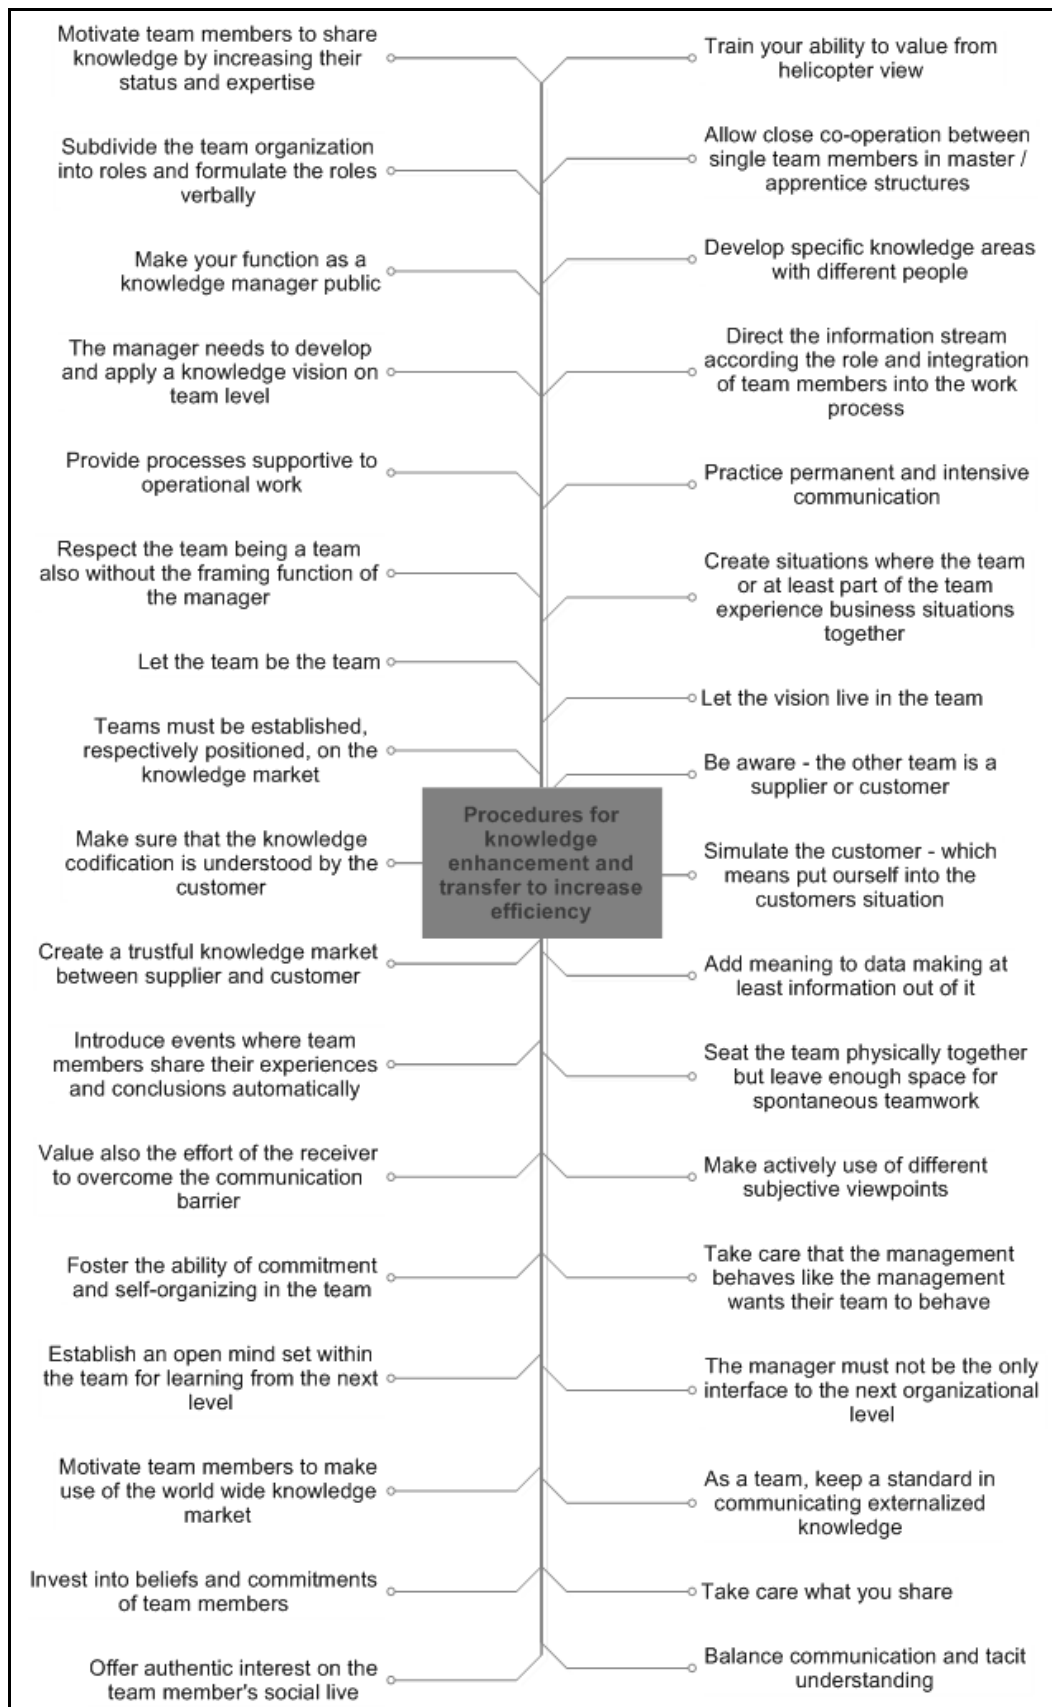 Motivate team members to share
knowledge by increasing their
status and expertise
Subdivide the team organization
into roles and formulate the roles
verbally
Make your function as a
knowledge manager public
The manager needs to develop
and apply a knowledge vision on
team level
Provide processes supportive to
operational work
Respect the team being a team
also without the framing function of
the manager
Let the team be the team
Teams must be established,
respectively positioned, on the
knowledge market
Make sure that the knowledge
codification is understood by the
customer
Create a trustful knowledge market
between supplier and customer
Introduce events where team
members share their experiences
and conclusions automatically
Value also the effort of the receiver
to overcome the communication
barrier
Foster the ability of commitment
and self-organizing in the team
Establish an open mind set within
the team for learning from the next
level
Motivate team members to make
use of the world wide knowledge
market
Invest into beliefs and commitments
of team members
Offer authentic interest on the
team member's social live
Procedures for
knowledge
enhancement and
transfer to increase
efficiency
Train your ability to value from
helicopter view
Allow close co-operation between
single team members in master /
apprentice structures
Develop specific knowledge areas
with different people
Direct the information stream
according the role and integration
of team members into the work
process
Practice permanent and intensive
communication
Create situations where the team
or at least part of the team
experience business situations
together
Let the vision live in the team
Be aware - the other team is a
supplier or customer
Simulate the customer - which
means put ourself into the
customers situation
Add meaning to data making at
least information out of it
Seat the team physically together
but leave enough space for
spontaneous teamwork
Make actively use of different
subjective viewpoints
Take care that the management
behaves like the management
wants their team to behave
The manager must not be the only
interface to the next organizational
level
As a team, keep a standard in
communicating externalized
knowledge
Take care what you share
Balance communication and tacit
understanding